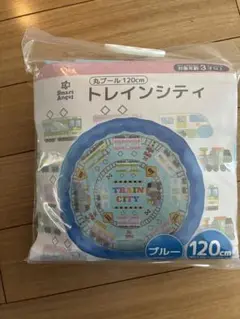 対象年齢 3才以上
Smart Angel
丸プール 120cm
トレインシティ
TRAIN
CITY
ブルー
120cm